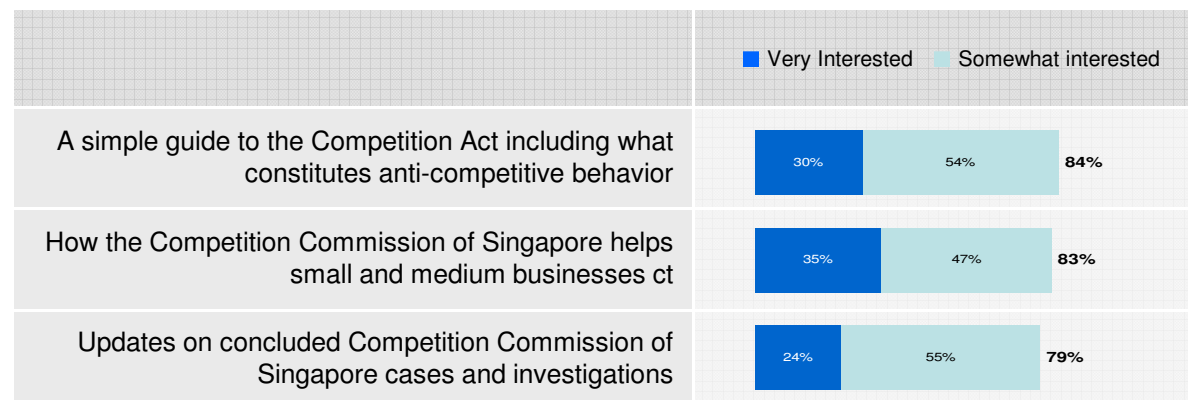 Very Interested Somewhat interested
A simple guide to the Competition Act including what
constitutes anti-competitive behavior
30% 54% 84%
How the Competition Commission of Singapore helps
small and medium businesses ct
35% 47% 83%
Updates on concluded Competition Commission of
Singapore cases and investigations
24% 55% 79%